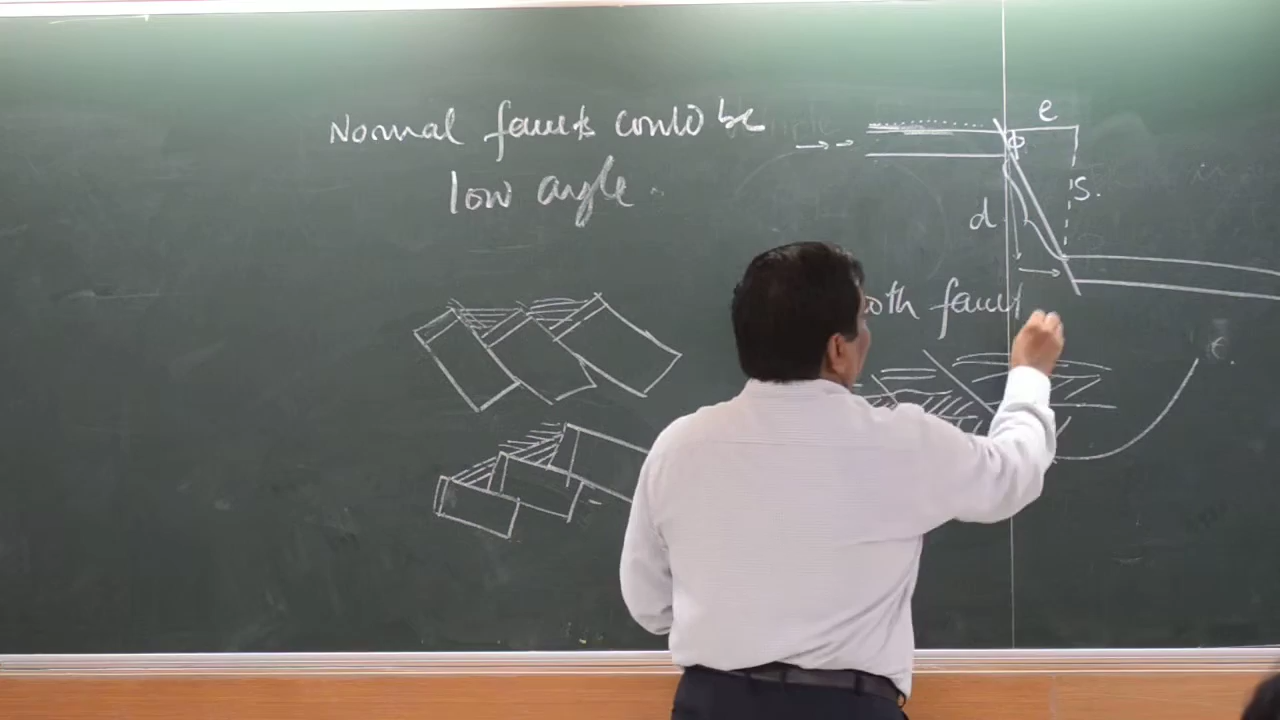 Normal faults could be
low angle.
e
φ
s.
d
oth fault